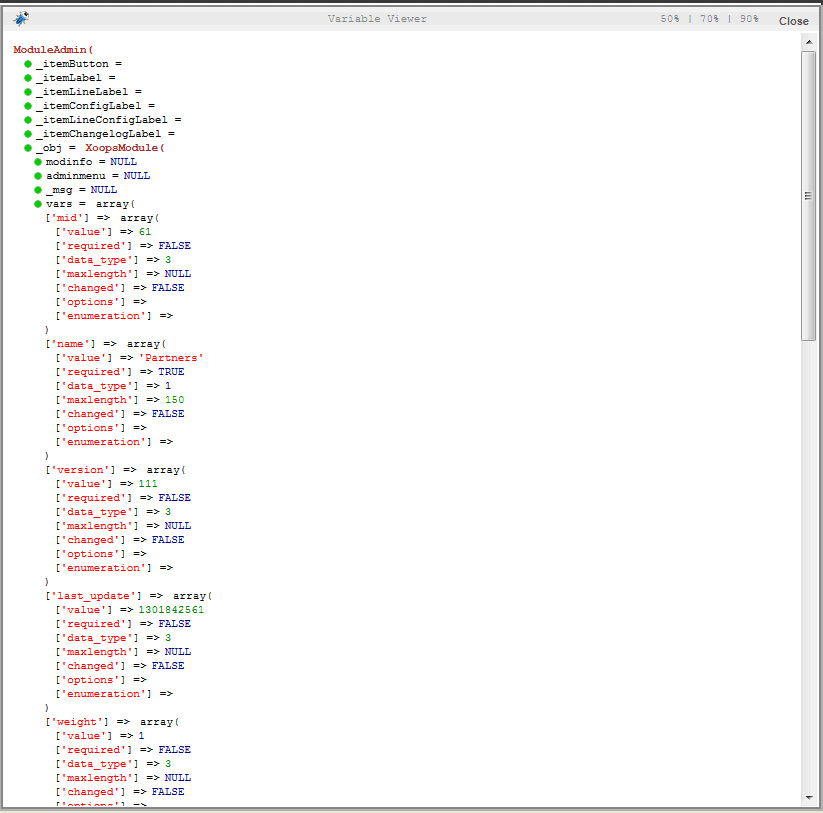 Variable Viewer 50% | 70% | 90% Close
ModuleAdmin(
_itemButton =
_itemLabel =
_itemLineLabel =
_itemConfigLabel =
_itemLineConfigLabel =
_itemChangelogLabel =
_obj = XoopsModule(
modinfo = NULL
adminmenu = NULL
_msg = NULL
vars = array(
['mid'] => array(
['value'] => 61
['required'] => FALSE
['data_type'] => 3
['maxlength'] => NULL
['changed'] => FALSE
['options'] =>
['enumeration'] =>
)
['name'] => array(
['value'] => 'Partners'
['required'] => TRUE
['data_type'] => 1
['maxlength'] => 150
['changed'] => FALSE
['options'] =>
['enumeration'] =>
)
['version'] => array(
['value'] => 111
['required'] => FALSE
['data_type'] => 3
['maxlength'] => NULL
['changed'] => FALSE
['options'] =>
['enumeration'] =>
)
['last_update'] => array(
['value'] => 1301842561
['required'] => FALSE
['data_type'] => 3
['maxlength'] => NULL
['changed'] => FALSE
['options'] =>
['enumeration'] =>
)
['weight'] => array(
['value'] => 1
['required'] => FALSE
['data_type'] => 3
['maxlength'] => NULL
['changed'] => FALSE
['options'] =>